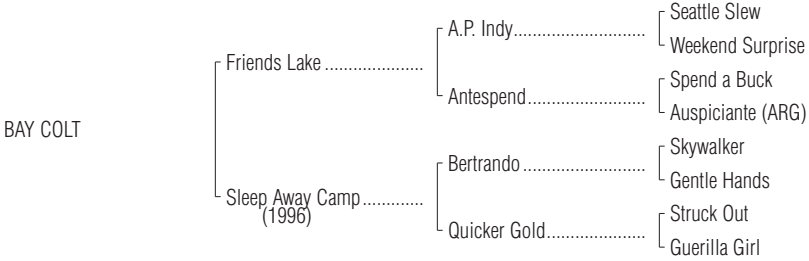 Seattle Slew
A.P. Indy..............................
Weekend Surprise
Friends Lake .....................
Spend a Buck
Antespend...........................
Auspiciante (ARG)
BAY COLT
Skywalker
Bertrando ............................
Gentle Hands
Sleep Away Camp.............
(1996)
Struck Out
Quicker Gold.......................
Guerilla Girl